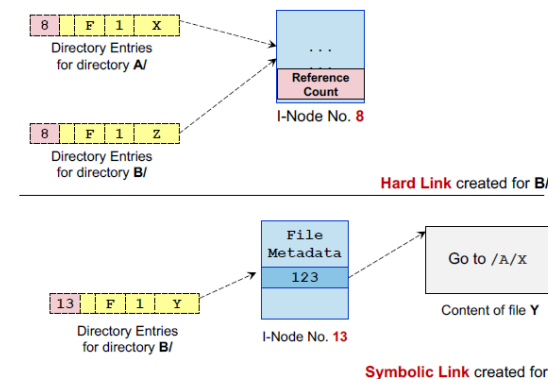 8 F 1 X
Directory Entries
for directory A/
...
...
Reference
Count
I-Node No. 8
8 F 1 Z
Directory Entries
for directory B/
Hard Link created for B/
File
Metadata
123
Go to /A/X
13 F 1 Y
Content of file Y
Directory Entries
for directory B/
I-Node No. 13
Symbolic Link created for